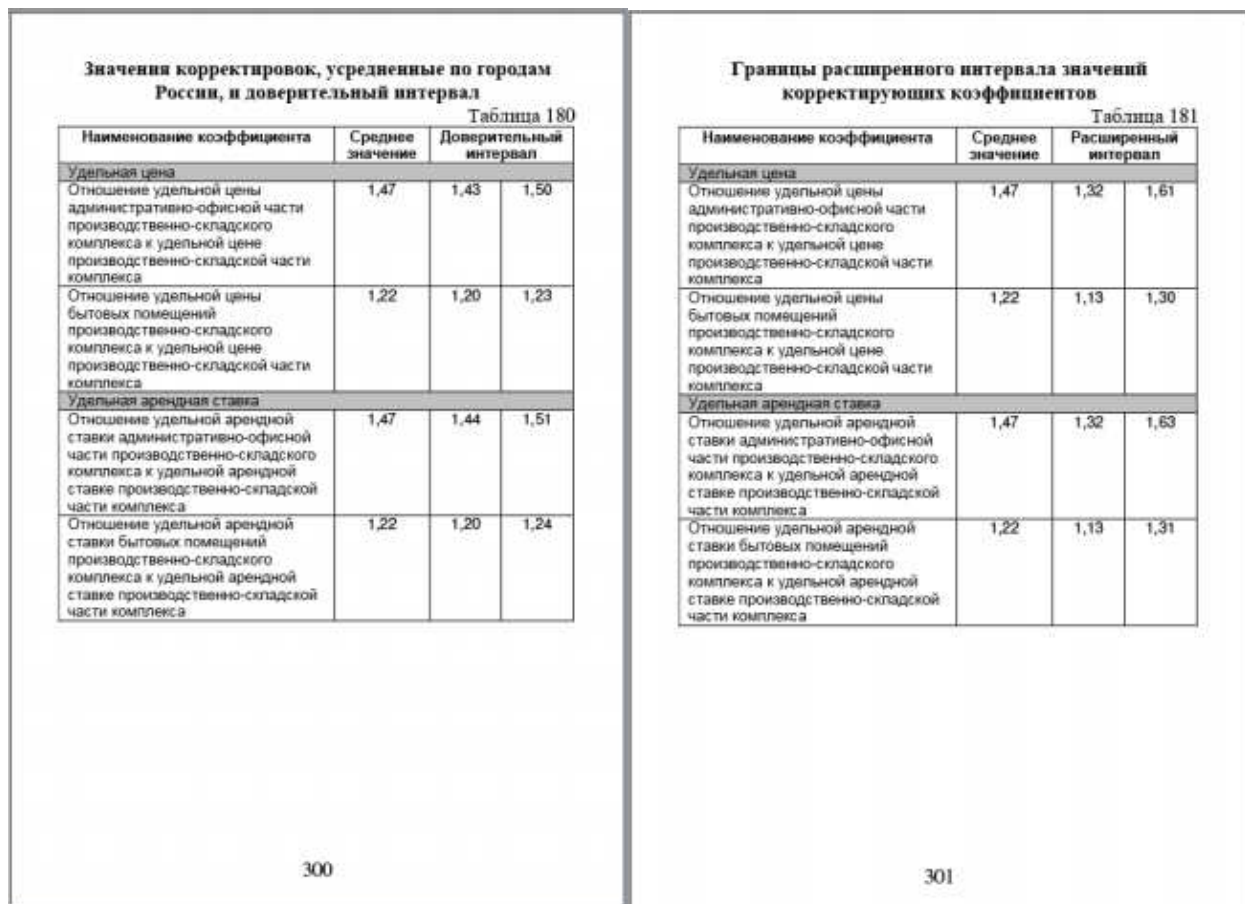 Значения корректировок, усредненные по городам
России, и доверительный интервал
Таблица 180
Наименование коэффициента Среднее значение Доверительный интервал
Удельная цена
Отношение удельной цены 1,47 1,43 1,50
административно-офисной части
производственно-складского
комплекса к удельной цене
производственно-складской части
комплекса
Отношение удельной цены 1,22 1,20 1,23
бытовых помещений
производственно-складского
комплекса к удельной цене
производственно-складской части
комплекса
Удельная арендная ставка
Отношение удельной арендной 1,47 1,44 1,51
ставки административно-офисной
части производственно-складского
комплекса к удельной арендной
ставке производственно-складской
части комплекса
Отношение удельной арендной 1,22 1,20 1,24
ставки бытовых помещений
производственно-складского
комплекса к удельной арендной
ставке производственно-складской
части комплекса
300
Границы расширенного интервала значений
корректирующих коэффициентов
Таблица 181
Наименование коэффициента Среднее значение Расширенный интервал
Удельная цена
Отношение удельной цены 1,47 1,32 1,61
административно-офисной части
производственно-складского
комплекса к удельной цене
производственно-складской части
комплекса
Отношение удельной цены 1,22 1,13 1,30
бытовых помещений
производственно-складского
комплекса к удельной цене
производственно-складской части
комплекса
Удельная арендная ставка
Отношение удельной арендной 1,47 1,32 1,63
ставки административно-офисной
части производственно-складского
комплекса к удельной арендной
ставке производственно-складской
части комплекса
Отношение удельной арендной 1,22 1,13 1,31
ставки бытовых помещений
производственно-складского
комплекса к удельной арендной
ставке производственно-складской
части комплекса
301